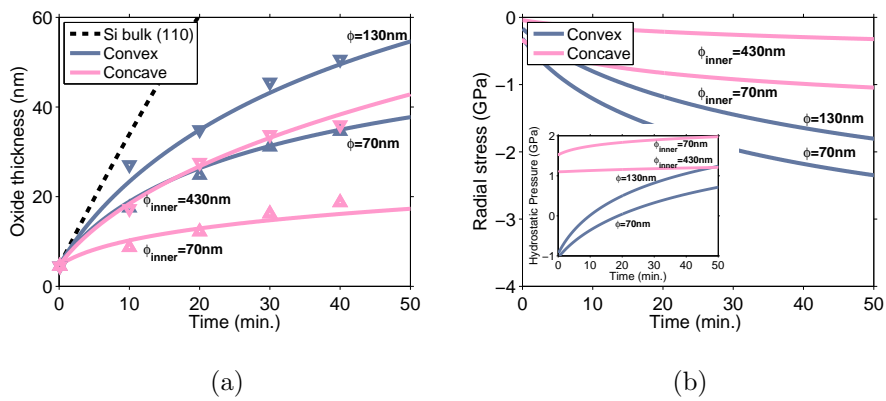 60
50
40
30
20
10
0
Oxide thickness (nm)
Si bulk (110)
Convex
Concave
ϕ=130nm
ϕ=70nm
ϕinner=430nm
ϕinner=70nm
0 10 20 30 40 50
Time (min.)
(a)
0
−1
−2
−3
−4
Radial stress (GPa)
Convex
Concave
ϕinner=430nm
ϕinner=70nm
ϕ=130nm
ϕ=70nm
2
1
0
−1
Hydrostatic Pressure (GPa)
ϕinner=70nm
ϕinner=430nm
ϕ=130nm
ϕ=70nm
0 10 20 30 40 50
Time (min.)
0 10 20 30 40 50
Time (min.)
(b)